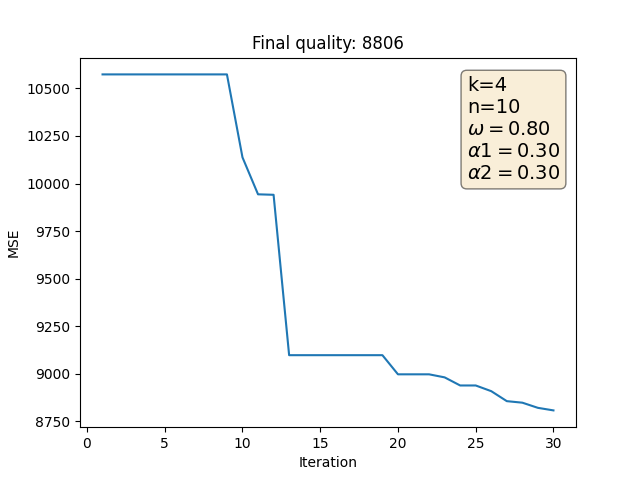 Final quality: 8806
k=4
n=10
ω = 0.80
α1 = 0.30
α2 = 0.30
MSE
10500
10250
10000
9750
9500
9250
9000
8750
0 5 10 15 20 25 30
Iteration